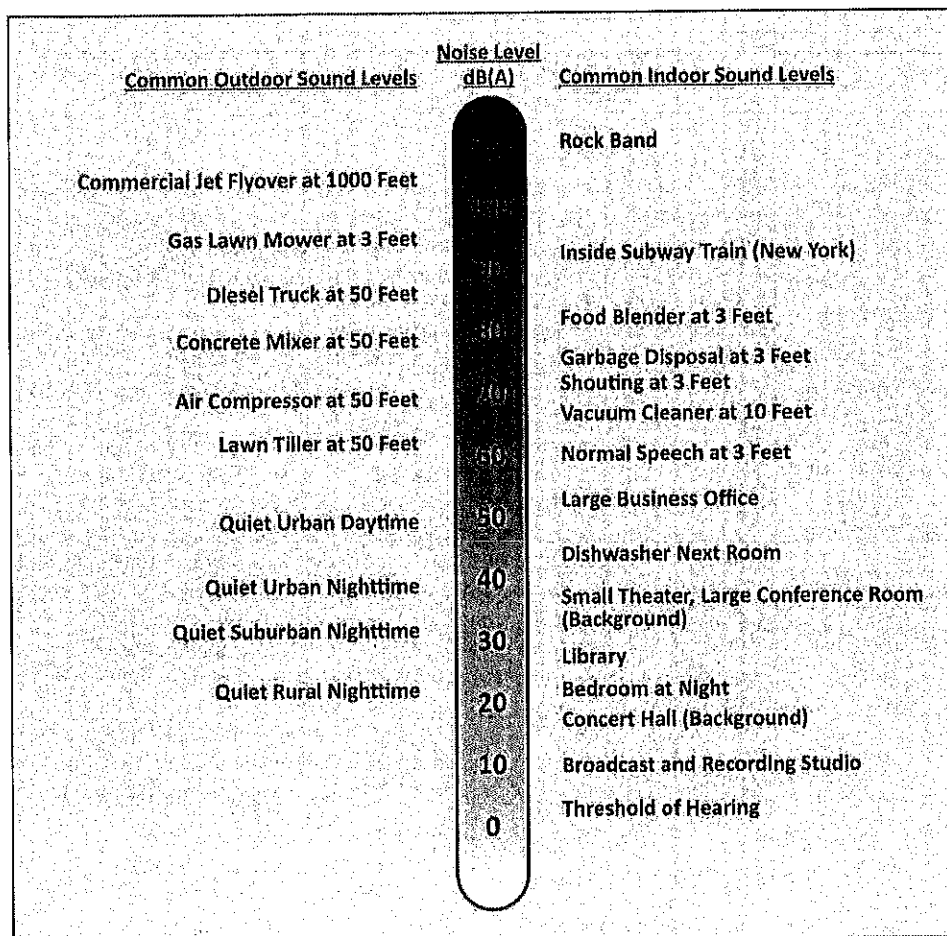 Noise Level
Common Outdoor Sound Levels dB(A) Common Indoor Sound Levels
Rock Band
Commercial Jet Flyover at 1000 Feet
Gas Lawn Mower at 3 Feet
Inside Subway Train (New York)
Diesel Truck at 50 Feet
Food Blender at 3 Feet
80
Concrete Mixer at 50 Feet
Garbage Disposal at 3 Feet
Shouting at 3 Feet
70
Air Compressor at 50 Feet
Vacuum Cleaner at 10 Feet
Lawn Tiller at 50 Feet
60
Normal Speech at 3 Feet
Large Business Office
Quiet Urban Daytime
50
Dishwasher Next Room
Quiet Urban Nighttime
40
Small Theater, Large Conference Room
(Background)
Quiet Suburban Nighttime
30
Library
Quiet Rural Nighttime
Bedroom at Night
20
Concert Hall (Background)
10
Broadcast and Recording Studio
Threshold of Hearing
0